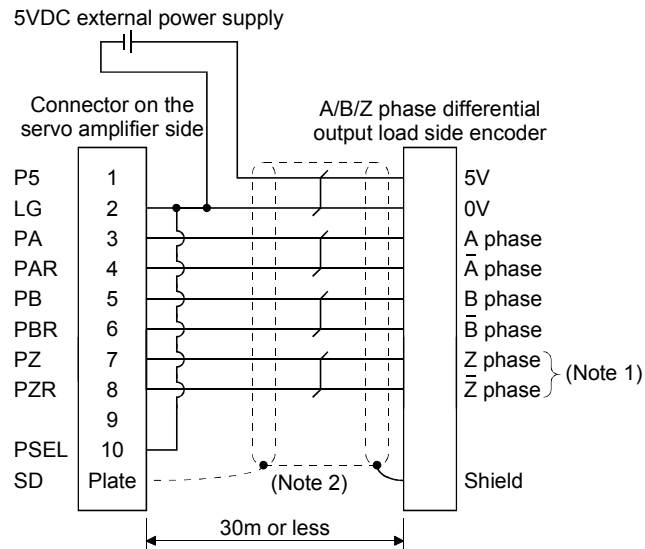 5VDC external power supply
Connector on the
servo amplifier side
A/B/Z phase differential
output load side encoder
P5 1 5V
LG 2 0V
PA 3 A phase
PAR 4 A̅ phase
PB 5 B phase
PBR 6 B̅ phase
PZ 7 Z phase
PZR 8 Z̅ phase
(Note 1)
9
PSEL 10
SD Plate (Note 2) Shield
30m or less